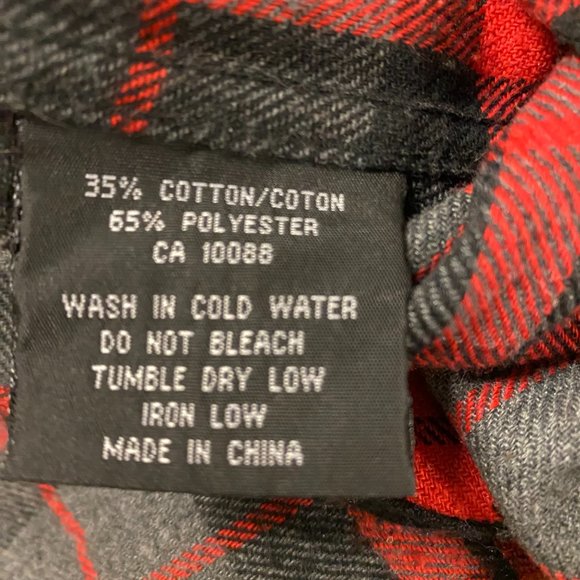 35% COTTON/COTON
65% POLYESTER
CA 10088
WASH IN COLD WATER
DO NOT BLEACH
TUMBLE DRY LOW
IRON LOW
MADE IN CHINA